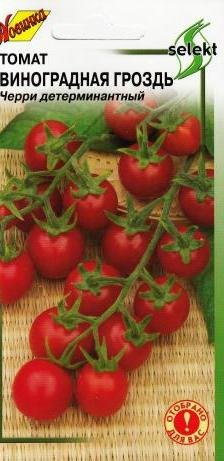 Новинка
selekt
ТОМАТ
ВИНОГРАДНАЯ ГРОЗДЬ
Черри детерминантный
ОТОБРАНО
ДЛЯ ВАС